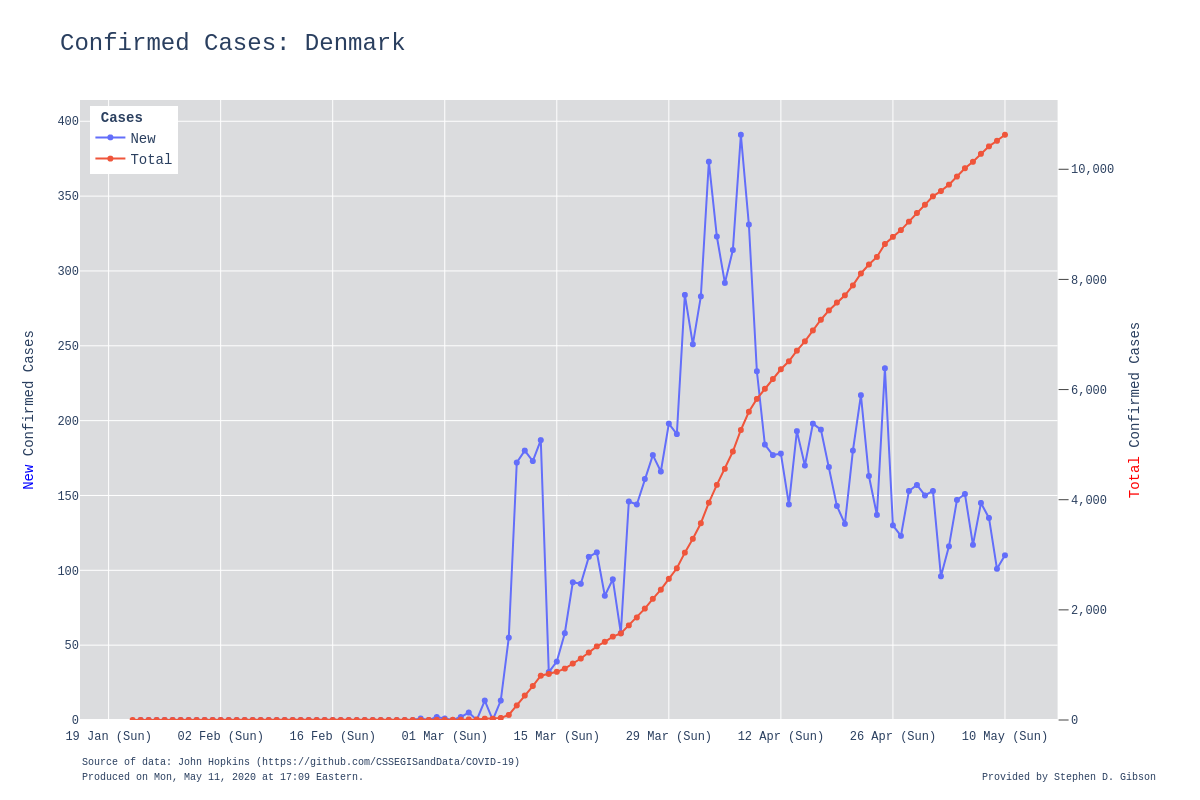 Confirmed Cases: Denmark
Cases
New
Total
400
350
300
250
200
150
100
50
0
10,000
8,000
6,000
4,000
2,000
0
New Confirmed Cases
Total Confirmed Cases
19 Jan (Sun) 02 Feb (Sun) 16 Feb (Sun) 01 Mar (Sun) 15 Mar (Sun) 29 Mar (Sun) 12 Apr (Sun) 26 Apr (Sun) 10 May (Sun)
Source of data: John Hopkins (https://github.com/CSSEGISandData/COVID-19)
Produced on Mon, May 11, 2020 at 17:09 Eastern.
Provided by Stephen D. Gibson